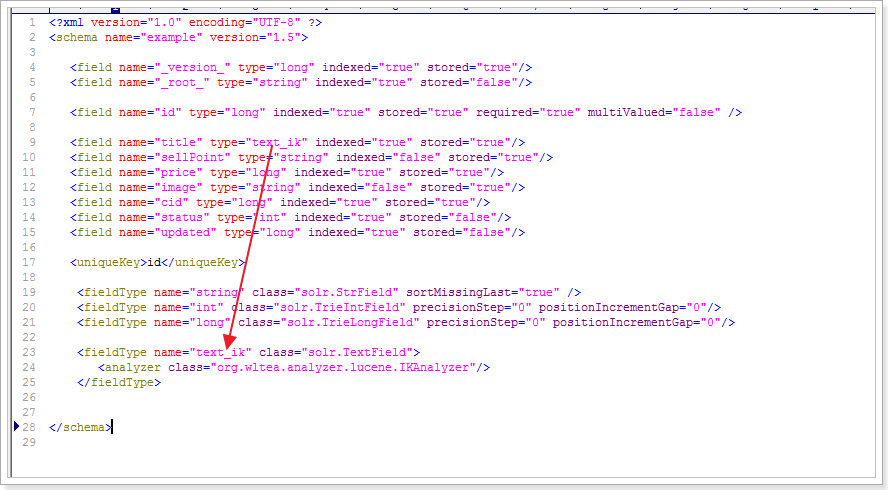 1 <?xml version="1.0" encoding="UTF-8" ?>
2 <schema name="example" version="1.5">
3
4 <field name="_version_" type="long" indexed="true" stored="true"/>
5 <field name="_root_" type="string" indexed="true" stored="false"/>
6
7 <field name="id" type="long" indexed="true" stored="true" required="true" multiValued="false" />
8
9 <field name="title" type="text_ik" indexed="true" stored="true"/>
10 <field name="sellPoint" type="string" indexed="false" stored="true"/>
11 <field name="price" type="long" indexed="true" stored="true"/>
12 <field name="image" type="string" indexed="false" stored="true"/>
13 <field name="cid" type="long" indexed="true" stored="true"/>
14 <field name="status" type="int" indexed="true" stored="false"/>
15 <field name="updated" type="long" indexed="true" stored="false"/>
16
17 <uniqueKey>id</uniqueKey>
18
19 <fieldType name="string" class="solr.StrField" sortMissingLast="true" />
20 <fieldType name="int" class="solr.TrieIntField" precisionStep="0" positionIncrementGap="0"/>
21 <fieldType name="long" class="solr.TrieLongField" precisionStep="0" positionIncrementGap="0"/>
22
23 <fieldType name="text_ik" class="solr.TextField">
24 <analyzer class="org.wltea.analyzer.lucene.IKAnalyzer"/>
25 </fieldType>
26
27
28 </schema>
29